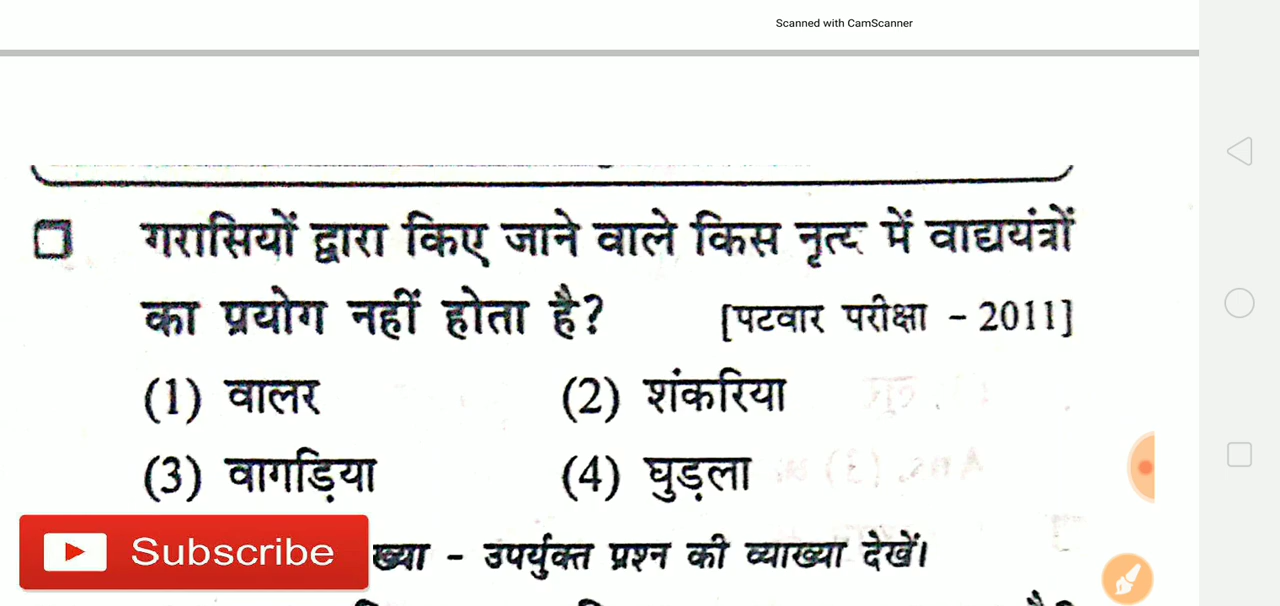 Scanned with CamScanner
गरासियों द्वारा किए जाने वाले किस नृत्य में वाद्ययंत्रों
का प्रयोग नहीं होता है? [पटवार परीक्षा - 2011]
(1) वालर (2) शंकरिया
(3) वागड़िया (4) घुड़ला
Subscribe ख्या - उपर्युक्त प्रश्न की व्याख्या देखें।